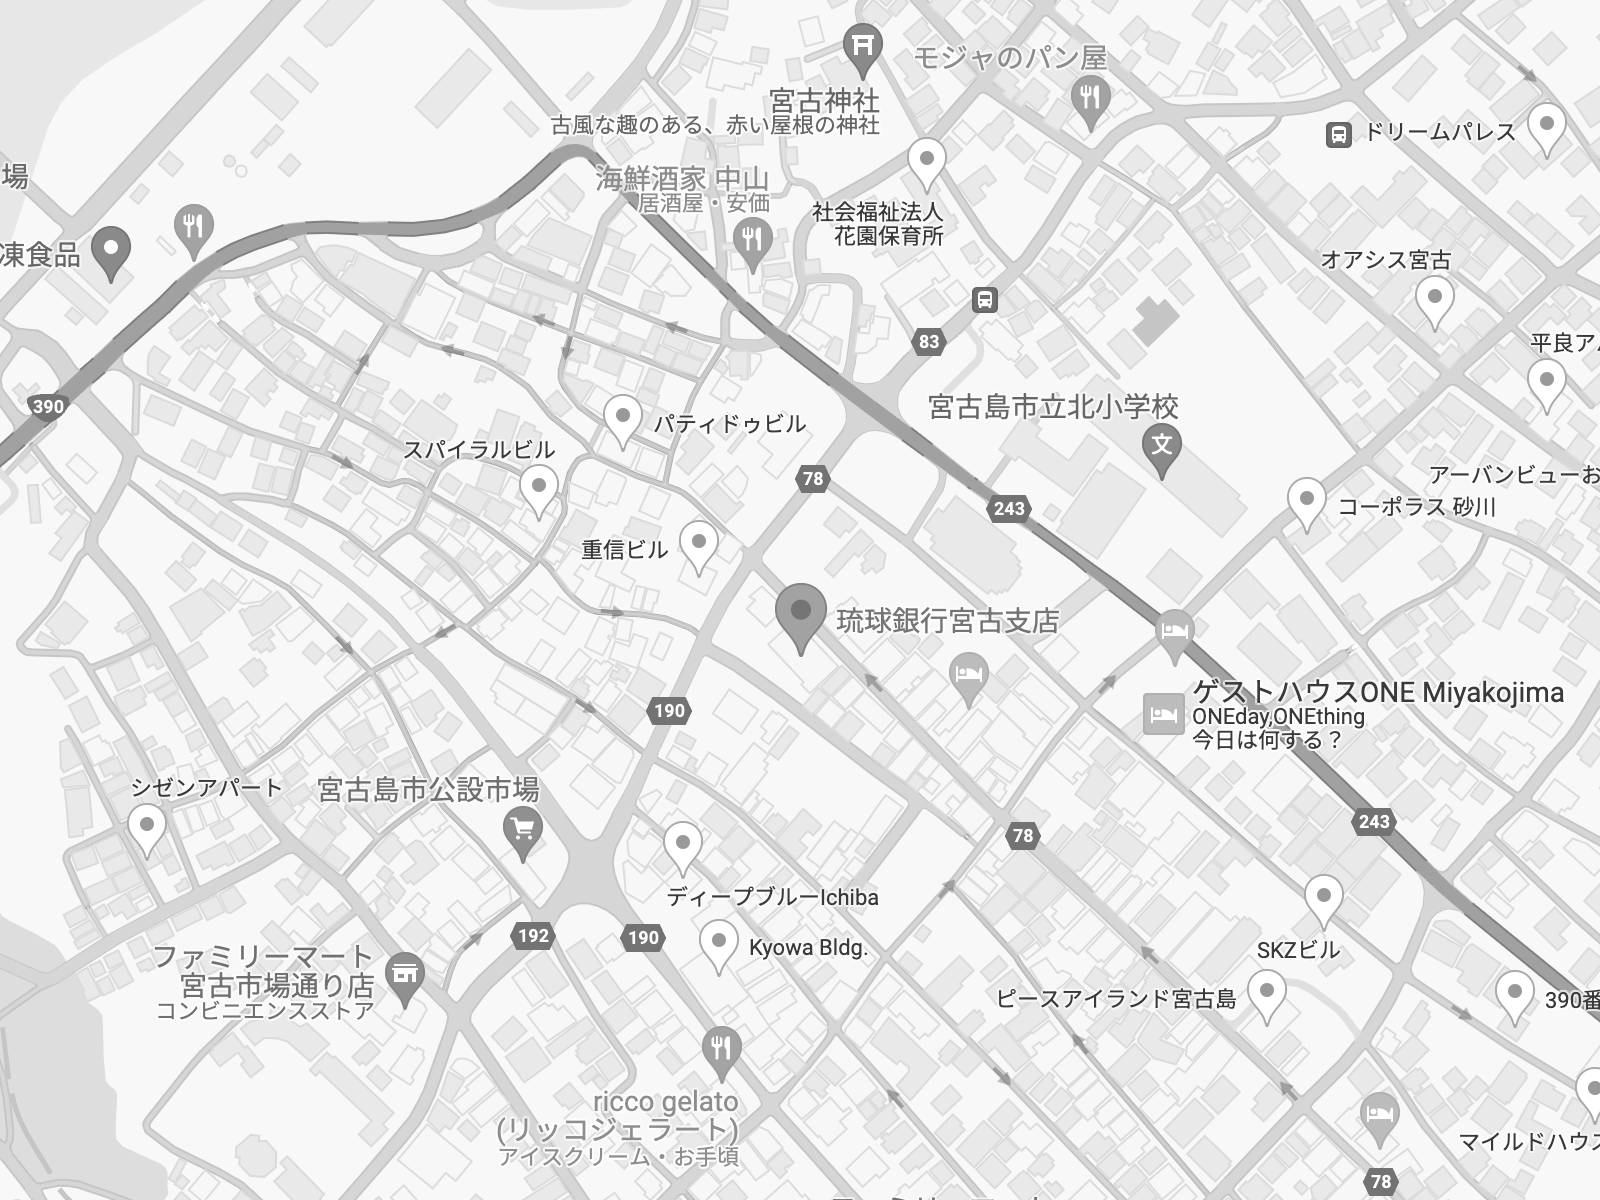 モジャのパン屋
宮古神社
古風な趣のある、赤い屋根の神社
ドリームパレス
場
海鮮酒家 中山
居酒屋・安価
社会福祉法人
花園保育所
凍食品
オアシス宮古
83
平良ア
390
宮古島市立北小学校
文
パティドゥビル
スパイラルビル
78
アーバンビューお
コーポラス 砂川
243
重信ビル
琉球銀行宮古支店
190
ゲストハウスONE Miyakojima
ONEday,ONEthing
今日は何する？
シゼンアパート
宮古島市公設市場
243
78
ディープブルーIchiba
192
190
Kyowa Bldg.
SKZビル
ファミリーマート
宮古市場通り店
コンビニエンスストア
ピースアイランド宮古島
390番
ricco gelato
(リッコジェラート)
アイスクリーム・お手頃
マイルドハウス
78